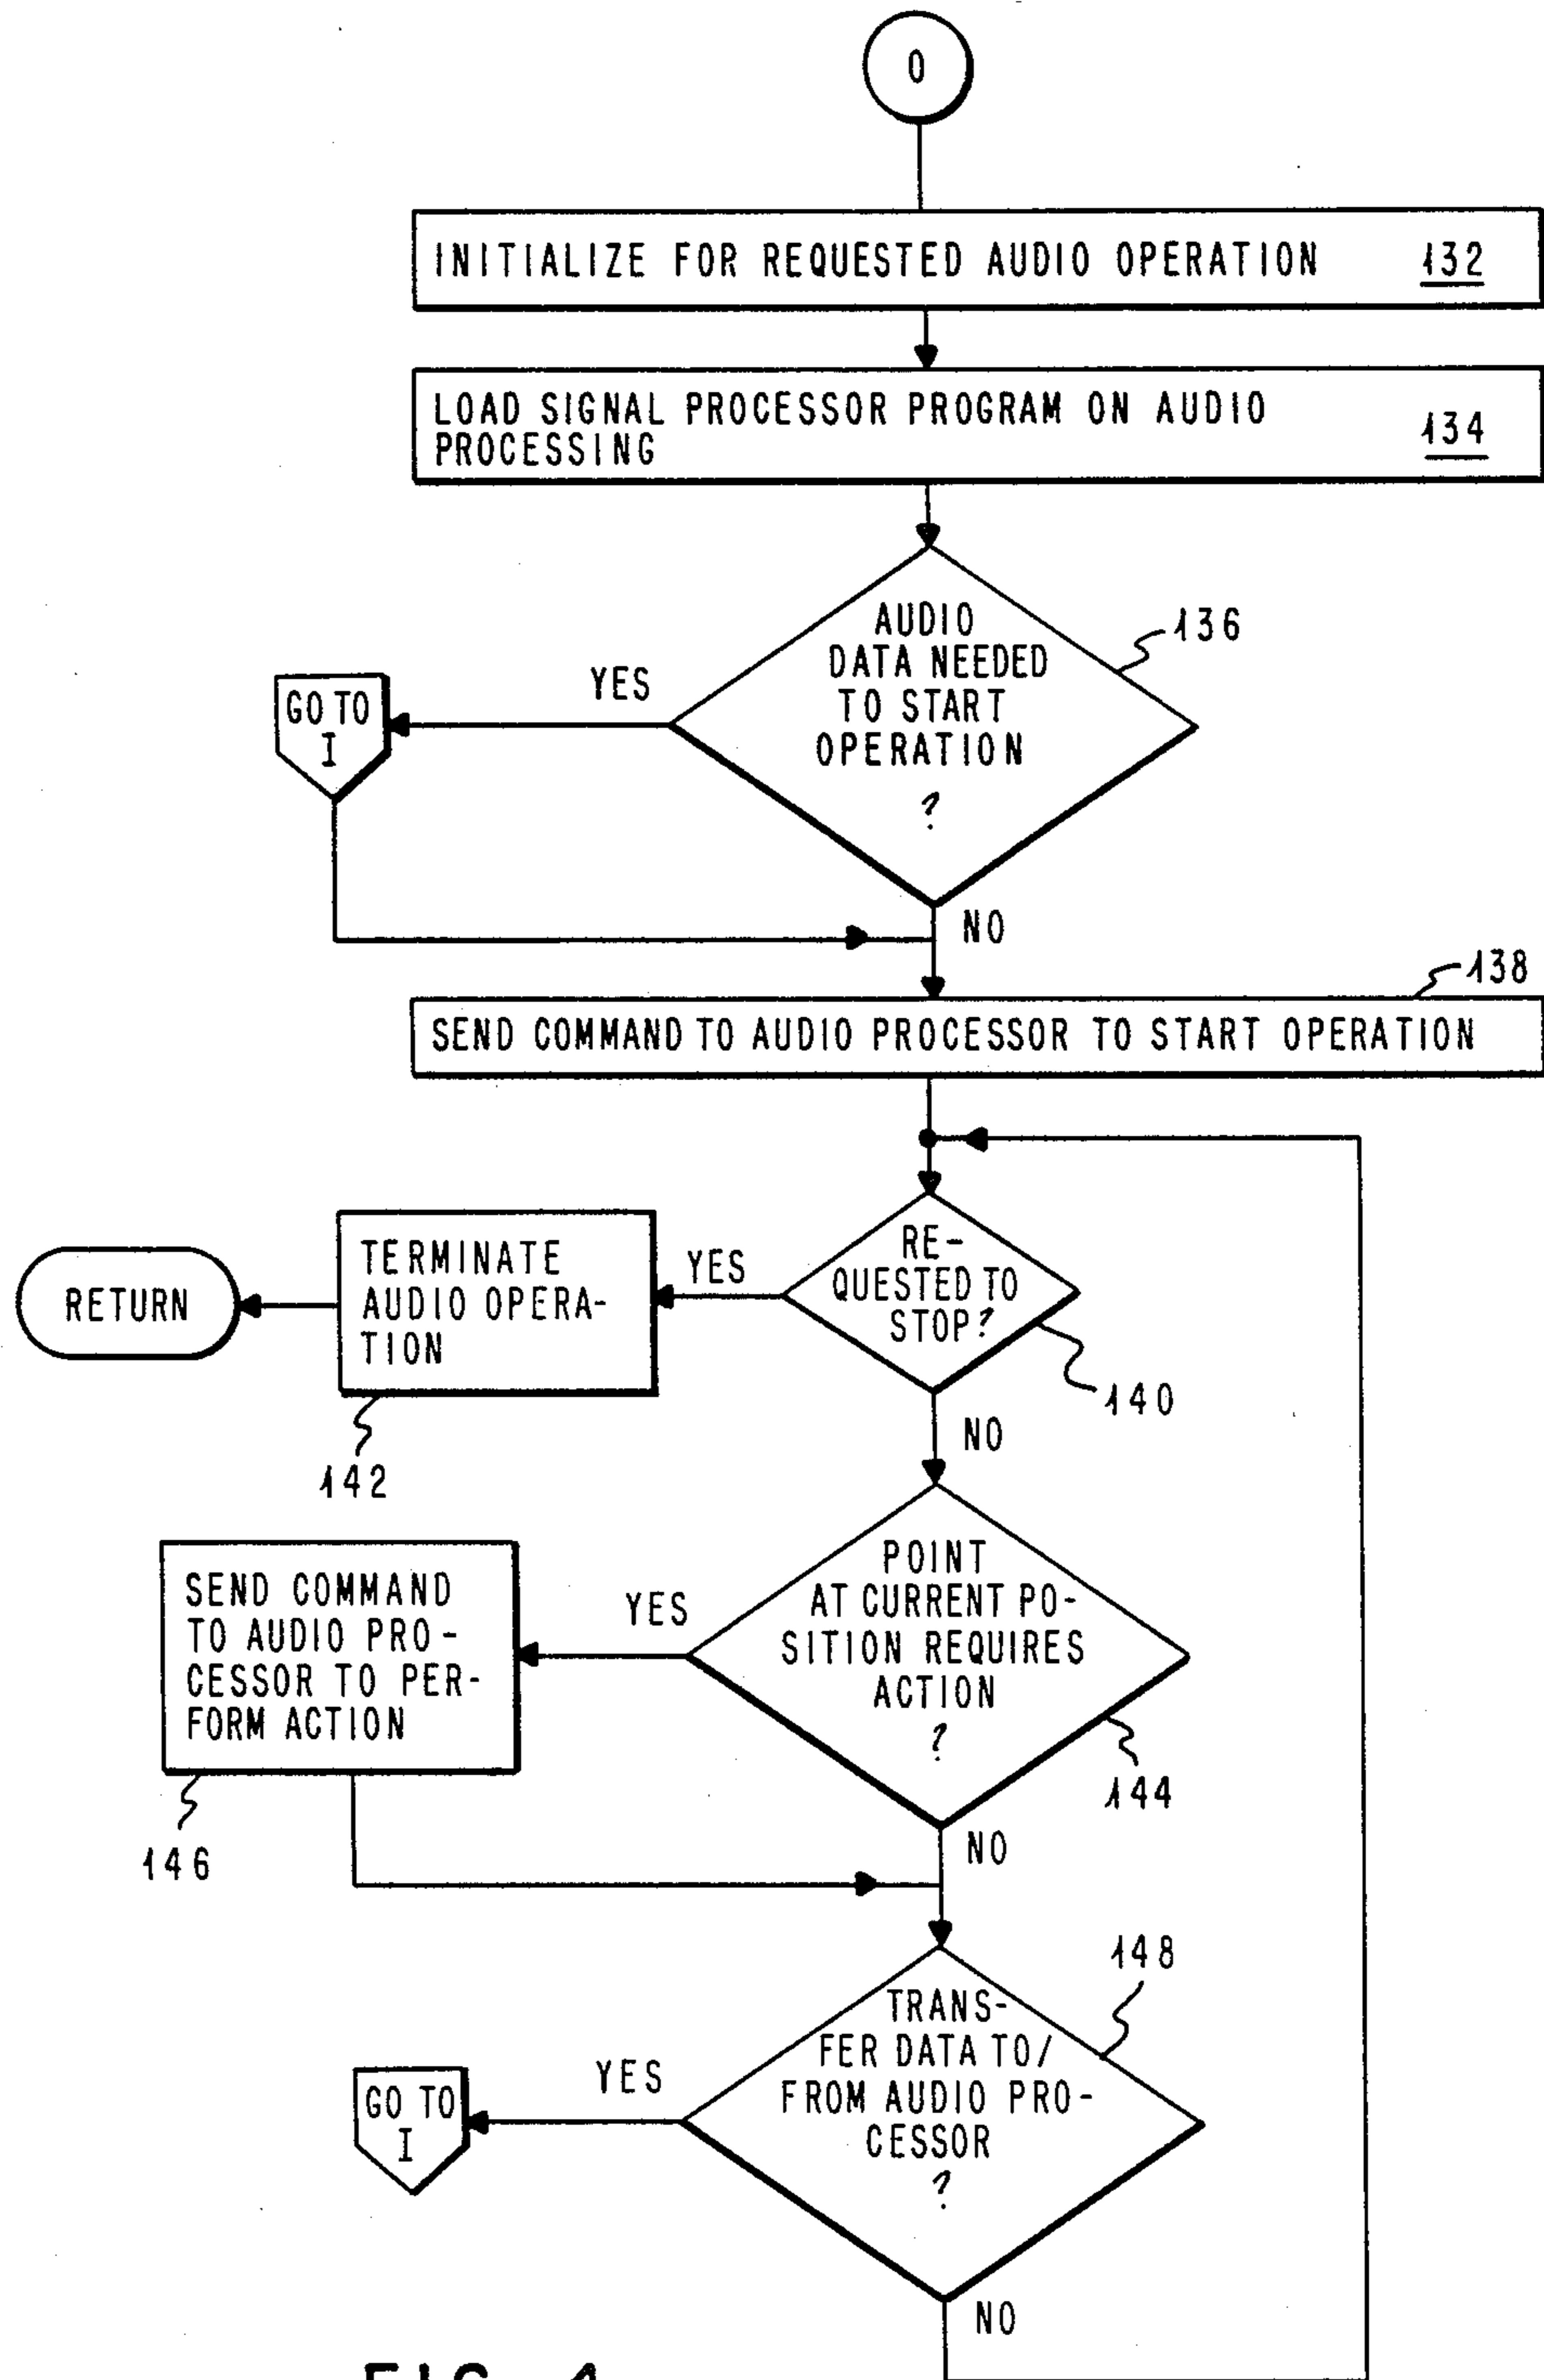 O
INITIALIZE FOR REQUESTED AUDIO OPERATION 132
LOAD SIGNAL PROCESSOR PROGRAM ON AUDIO
PROCESSING 134
AUDIO
DATA NEEDED
TO START
OPERATION
?
136
YES
GO TO
I
NO
138
SEND COMMAND TO AUDIO PROCESSOR TO START OPERATION
RE-
QUESTED TO
STOP?
140
YES
TERMINATE
AUDIO OPERA-
TION
142
RETURN
NO
POINT
AT CURRENT PO-
SITION REQUIRES
ACTION
?
144
YES
SEND COMMAND
TO AUDIO PRO-
CESSOR TO PER-
FORM ACTION
146
NO
148
TRANS-
FER DATA TO/
FROM AUDIO PRO-
CESSOR
?
YES
GO TO
I
NO